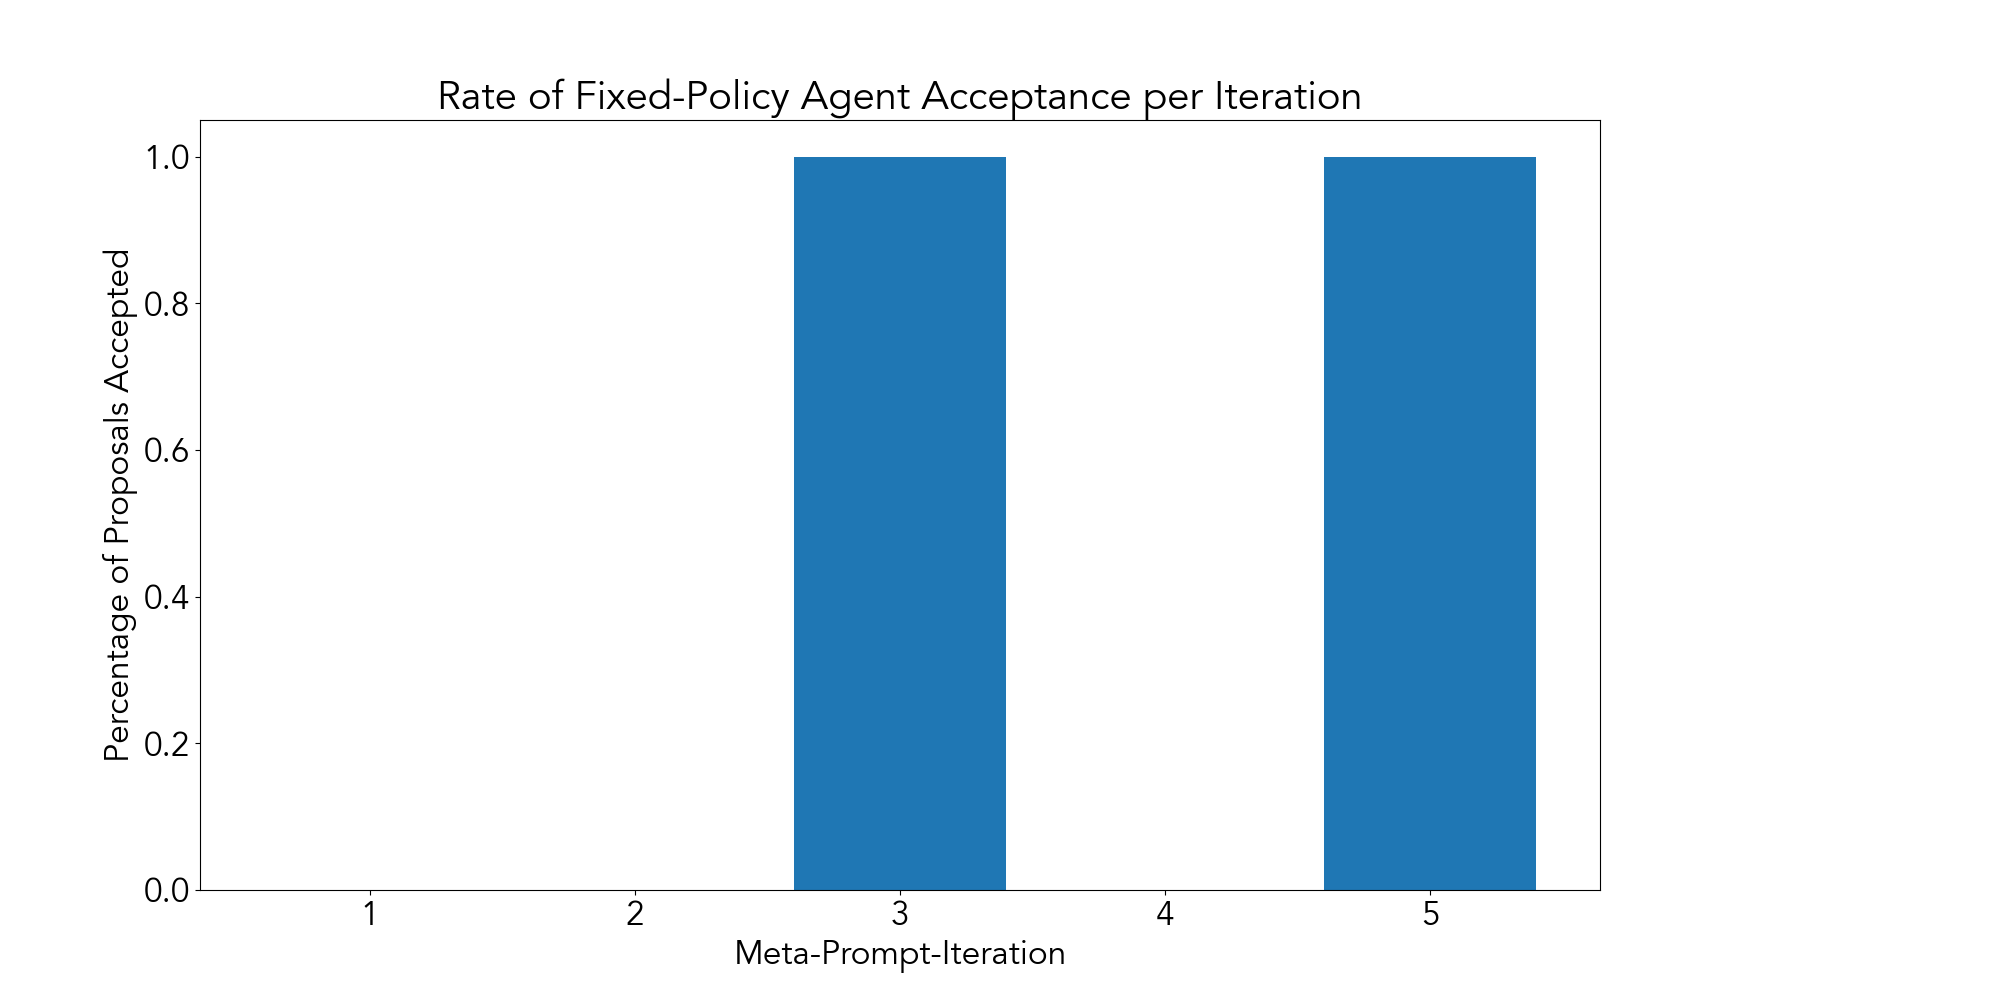 Rate of Fixed-Policy Agent Acceptance per Iteration
Percentage of Proposals Accepted
1.0
0.8
0.6
0.4
0.2
0.0
1 2 3 4 5
Meta-Prompt-Iteration